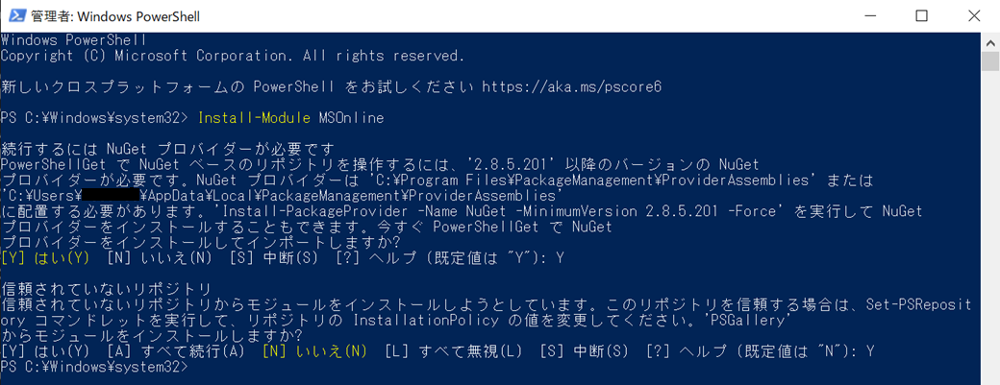 管理者: Windows PowerShell
Windows PowerShell
Copyright (C) Microsoft Corporation. All rights reserved.
新しいクロスプラットフォームの PowerShell をお試しください https://aka.ms/pscore6
PS C:¥Windows¥system32> Install-Module MSOnline
続行するには NuGet プロバイダーが必要です
PowerShellGet で NuGet ベースのリポジトリを操作するには、'2.8.5.201' 以降のバージョンの NuGet
プロバイダーが必要です。NuGet プロバイダーは 'C:¥Program Files¥PackageManagement¥ProviderAssemblies' または
'C:¥Users¥ ¥AppData¥Local¥PackageManagement¥ProviderAssemblies'
に配置する必要があります。'Install-PackageProvider -Name NuGet -MinimumVersion 2.8.5.201 -Force' を実行して NuGet
プロバイダーをインストールすることもできます。今すぐ PowerShellGet で NuGet
プロバイダーをインストールしてインポートしますか?
[Y] はい(Y) [N] いいえ(N) [S] 中断(S) [?] ヘルプ (既定値は "Y"): Y
信頼されていないリポジトリ
信頼されていないリポジトリからモジュールをインストールしようとしています。このリポジトリを信頼する場合は、Set-PSReposit
ory コマンドレットを実行して、リポジトリの InstallationPolicy の値を変更してください。'PSGallery'
からモジュールをインストールしますか?
[Y] はい(Y) [A] すべて続行(A) [N] いいえ(N) [L] すべて無視(L) [S] 中断(S) [?] ヘルプ (既定値は "N"): Y
PS C:¥Windows¥system32>